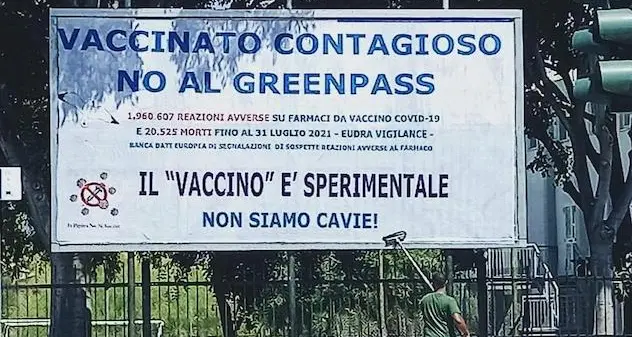 VACCINATO CONTAGIOSO
NO AL GREENPASS
1.960.607 REAZIONI AVVERSE SU FARMACI DA VACCINO COVID-19
E 20.525 MORTI FINO AL 31 LUGLIO 2021 - EUDRA VIGILANCE -
BANCA DATI EUROPEA DI SEGNALAZIONI DI SOSPETTE REAZIONI AVVERSE AL FARMACO
IL "VACCINO" E' SPERIMENTALE
NON SIAMO CAVIE!